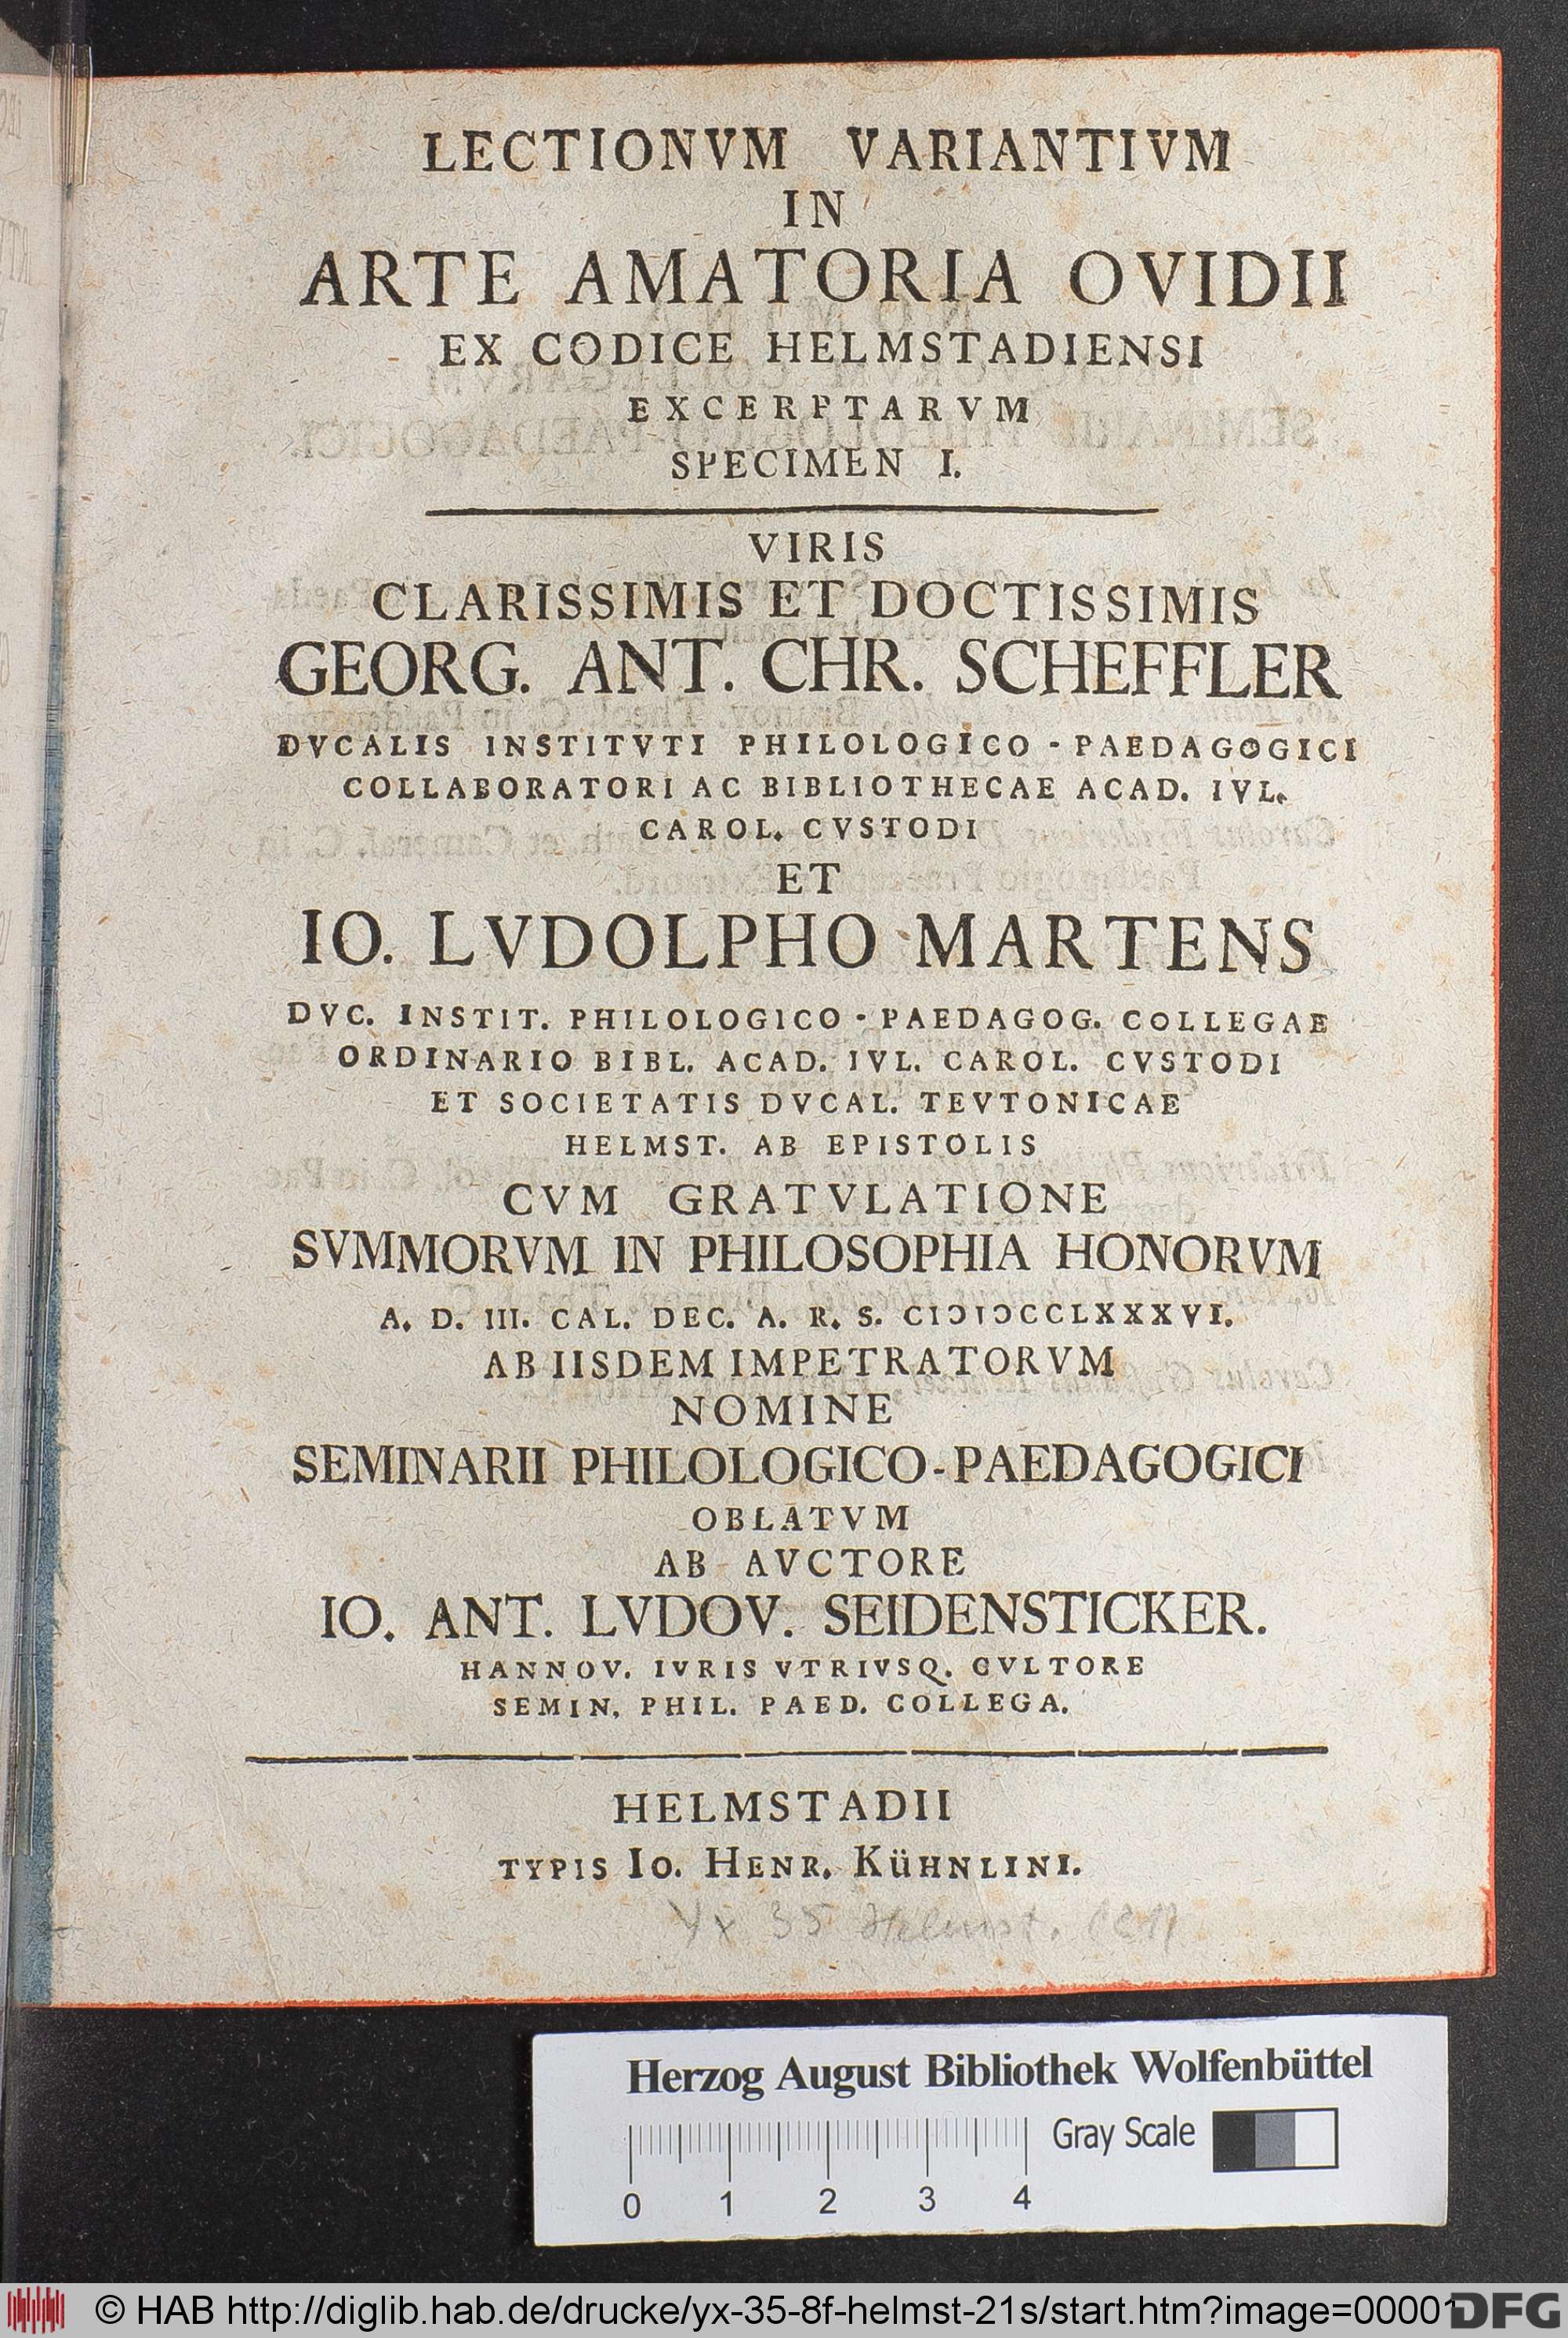 LECTIONVM VARIANTIVM
IN
ARTE AMATORIA OVIDII
EX CODICE HELMSTADIENSI
EXCERPTARVM
SPECIMEN I.
VIRIS
CLARISSIMIS ET DOCTISSIMIS
GEORG. ANT. CHR. SCHEFFLER
DVCALIS INSTITVTI PHILOLOGICO-PAEDAGOGICI
COLLABORATORI AC BIBLIOTHECAE ACAD. IVL.
CAROL. CVSTODI
ET
IO. LVDOLPHO MARTENS
DVC. INSTIT. PHILOLOGICO-PAEDAGOG. COLLEGAE
ORDINARIO BIBL. ACAD. IVL. CAROL. CVSTODI
ET SOCIETATIS DVCAL. TEVTONICAE
HELMST. AB EPISTOLIS
CVM GRATVLATIONE
SVMMORVM IN PHILOSOPHIA HONORVM
A. D. III. CAL. DEC. A. R. S. CIƆIƆCCLXXXVI.
AB IISDEM IMPETRATORVM
NOMINE
SEMINARII PHILOLOGICO-PAEDAGOGICI
OBLATVM
AB AVCTORE
IO. ANT. LVDOV. SEIDENSTICKER.
HANNOV. IVRIS VTRIVSQ. CVLTORE
SEMIN. PHIL. PAED. COLLEGA.
HELMSTADII
TYPIS IO. HENR. KÜHNLINI.
Yx 35 Helmst.
Herzog August Bibliothek Wolfenbüttel
Gray Scale
0 1 2 3 4
© HAB http://diglib.hab.de/drucke/yx-35-8f-helmst-21s/start.htm?image=00001
DFG